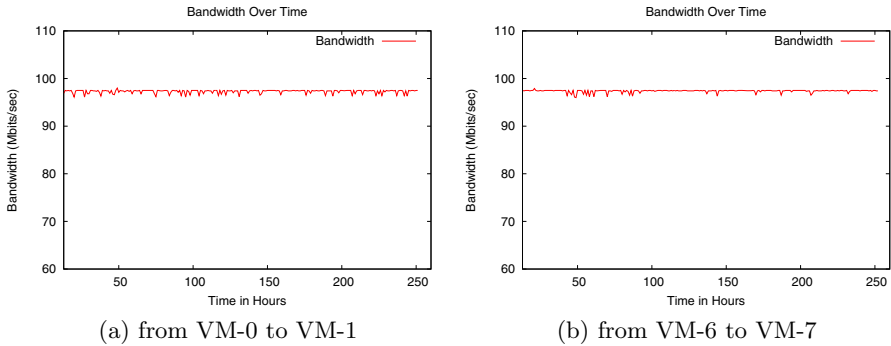 Bandwidth Over Time
Bandwidth
Bandwidth (Mbits/sec)
110
100
90
80
70
60
50
100
150
200
250
Time in Hours
(a) from VM-0 to VM-1
Bandwidth Over Time
Bandwidth
Bandwidth (Mbits/sec)
110
100
90
80
70
60
50
100
150
200
250
Time in Hours
(b) from VM-6 to VM-7